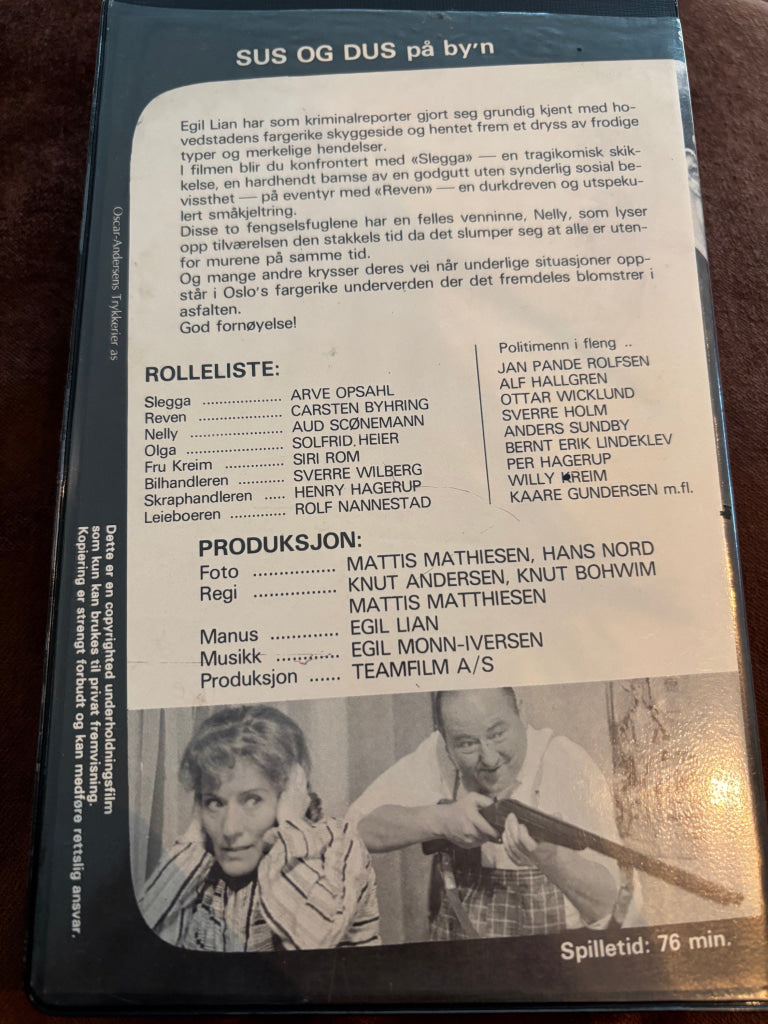 SUS OG DUS på by'n
Egil Lian har som kriminalreporter gjort seg grundig kjent med ho-
vedstadens fargerike skyggeside og hentet frem et dryss av frodige
typer og merkelige hendelser.
I filmen blir du konfrontert med «Slegga» — en tragikomisk skik-
kelse, en hardhendt bamse av en godgutt uten synderlig sosial be-
vissthet — på eventyr med «Reven» — en durkdreven og utspeku-
lert småkjeltring.
Disse to fengselsfuglene har en felles venninne, Nelly, som lyser
opp tilværelsen den stakkels tid da det slumper seg at alle er uten-
for murene på samme tid.
Og mange andre krysser deres vei når underlige situasjoner opp-
står i Oslo's fargerike underverden der det fremdeles blomstrer i
asfalten.
God fornøyelse!
ROLLELISTE:
Slegga .................... ARVE OPSAHL
Reven ..................... CARSTEN BYHRING
Nelly ....................... AUD SCØNEMANN
Olga ........................ SOLFRID HEIER
Fru Kreim ............... SIRI ROM
Bilhandleren ........... SVERRE WILBERG
Skraphandleren ..... HENRY HAGERUP
Leieboeren .............. ROLF NANNESTAD
Politimenn i fleng ..
JAN PANDE ROLFSEN
ALF HALLGREN
OTTAR WICKLUND
SVERRE HOLM
ANDERS SUNDBY
BERNT ERIK LINDEKLEV
PER HAGERUP
WILLY KREIM
KAARE GUNDERSEN m.fl.
PRODUKSJON:
Foto ................ MATTIS MATHIESEN, HANS NORD
Regi ................ KNUT ANDERSEN, KNUT BOHWIM
MATTIS MATTHIESEN
Manus ............. EGIL LIAN
Musikk ............ EGIL MONN-IVERSEN
Produksjon ...... TEAMFILM A/S
Spilletid: 76 min.
Oscar-Andersens Trykkerier as
Dette er en copyrighted underholdningsfilm
som kun kan brukes til privat fremvisning.
Kopiering er strengt forbudt og kan medføre rettslig ansvar.